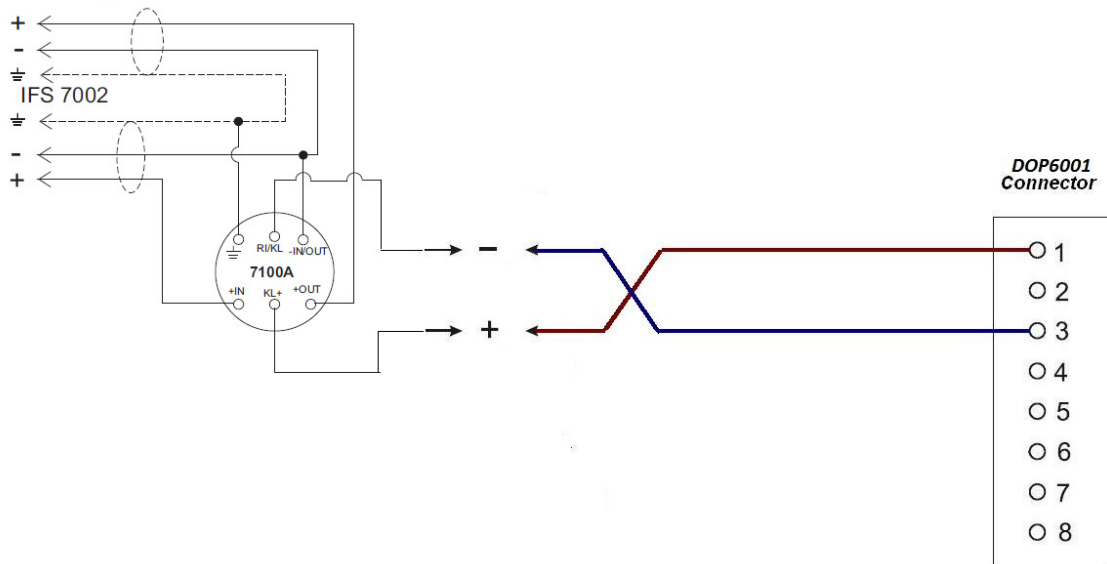 +
-
IFS 7002
-
+
RI/KL
-IN/OUT
7100A
+IN
KL+
+OUT
-
+
DOP6001
Connector
1
2
3
4
5
6
7
8